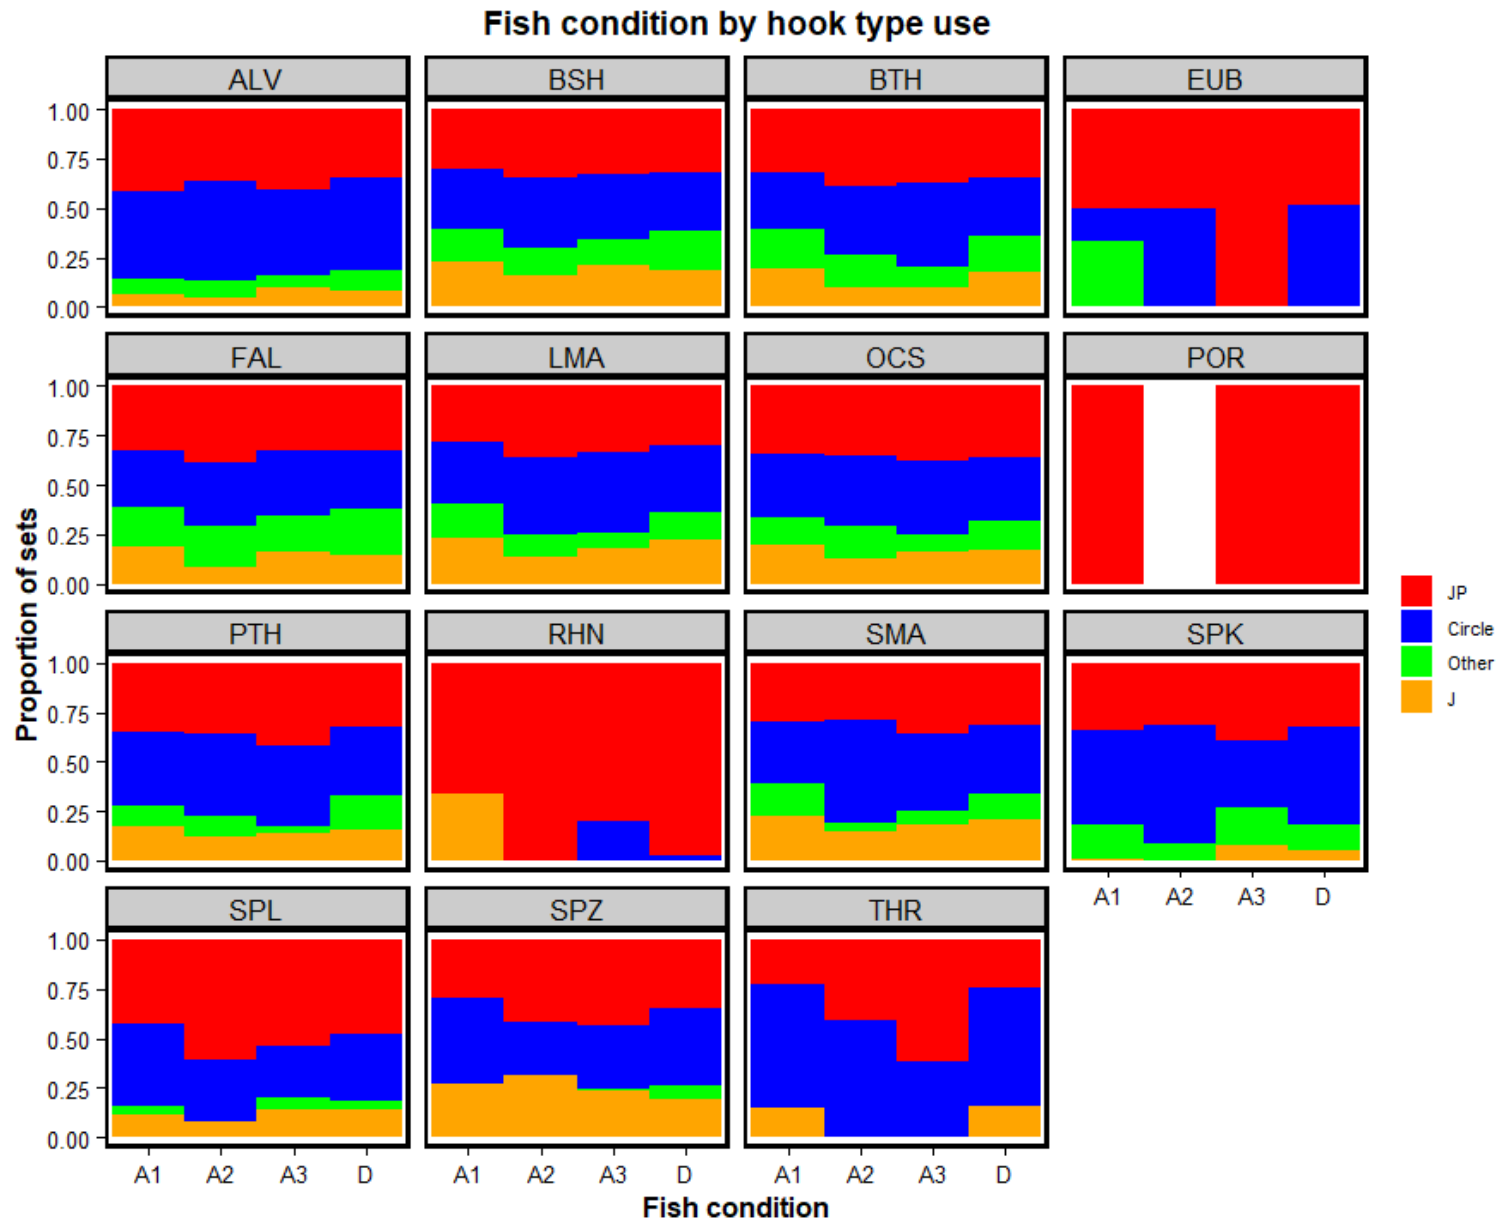 Fish condition by hook type use
ALV BSH BTH EUB
1.00
0.75
0.50
0.25
0.00
FAL LMA OCS POR
1.00
0.75
0.50
0.25
0.00
PTH RHN SMA SPK
1.00
0.75
0.50
0.25
0.00
A1 A2 A3 D
SPL SPZ THR
1.00
0.75
0.50
0.25
0.00
A1 A2 A3 D A1 A2 A3 D A1 A2 A3 D
Fish condition
Proportion of sets
JP
Circle
Other
J